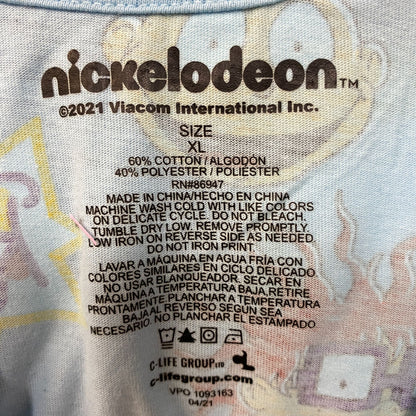 nickelodeon™
©2021 Viacom International Inc.
SIZE
XL
60% COTTON / ALGODÓN
40% POLYESTER / POLIÉSTER
RN#86947
MADE IN CHINA/HECHO EN CHINA
MACHINE WASH COLD WITH LIKE COLORS
ON DELICATE CYCLE. DO NOT BLEACH.
TUMBLE DRY LOW. REMOVE PROMPTLY.
LOW IRON ON REVERSE SIDE AS NEEDED.
DO NOT IRON PRINT.
LAVAR A MÁQUINA EN AGUA FRÍA CON
COLORES SIMILARES EN CICLO DELICADO.
NO USAR BLANQUEADOR. SECAR EN
MÁQUINA A TEMPERATURA BAJA. RETIRE
PRONTAMENTE. PLANCHAR A TEMPERATURA
BAJO AL REVERSO SEGÚN SEA
NECESARIO. NO PLANCHAR EL ESTAMPADO
C-LIFE GROUP LTD
c-lifegroup.com
VPO 1093163
04/21